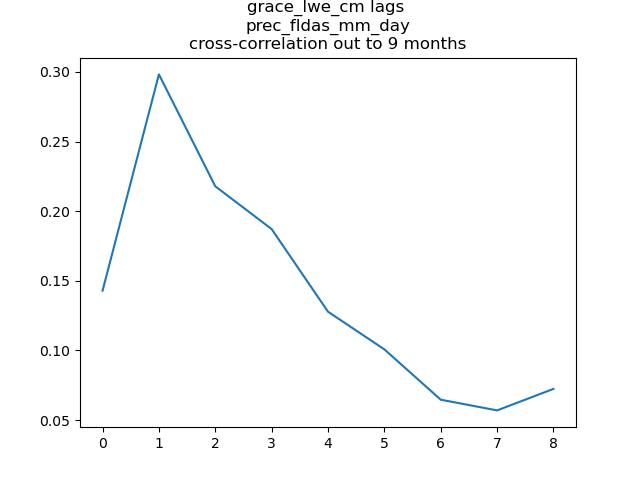 grace_lwe_cm lags
prec_fldas_mm_day
cross-correlation out to 9 months
0.30
0.25
0.20
0.15
0.10
0.05
0 1 2 3 4 5 6 7 8